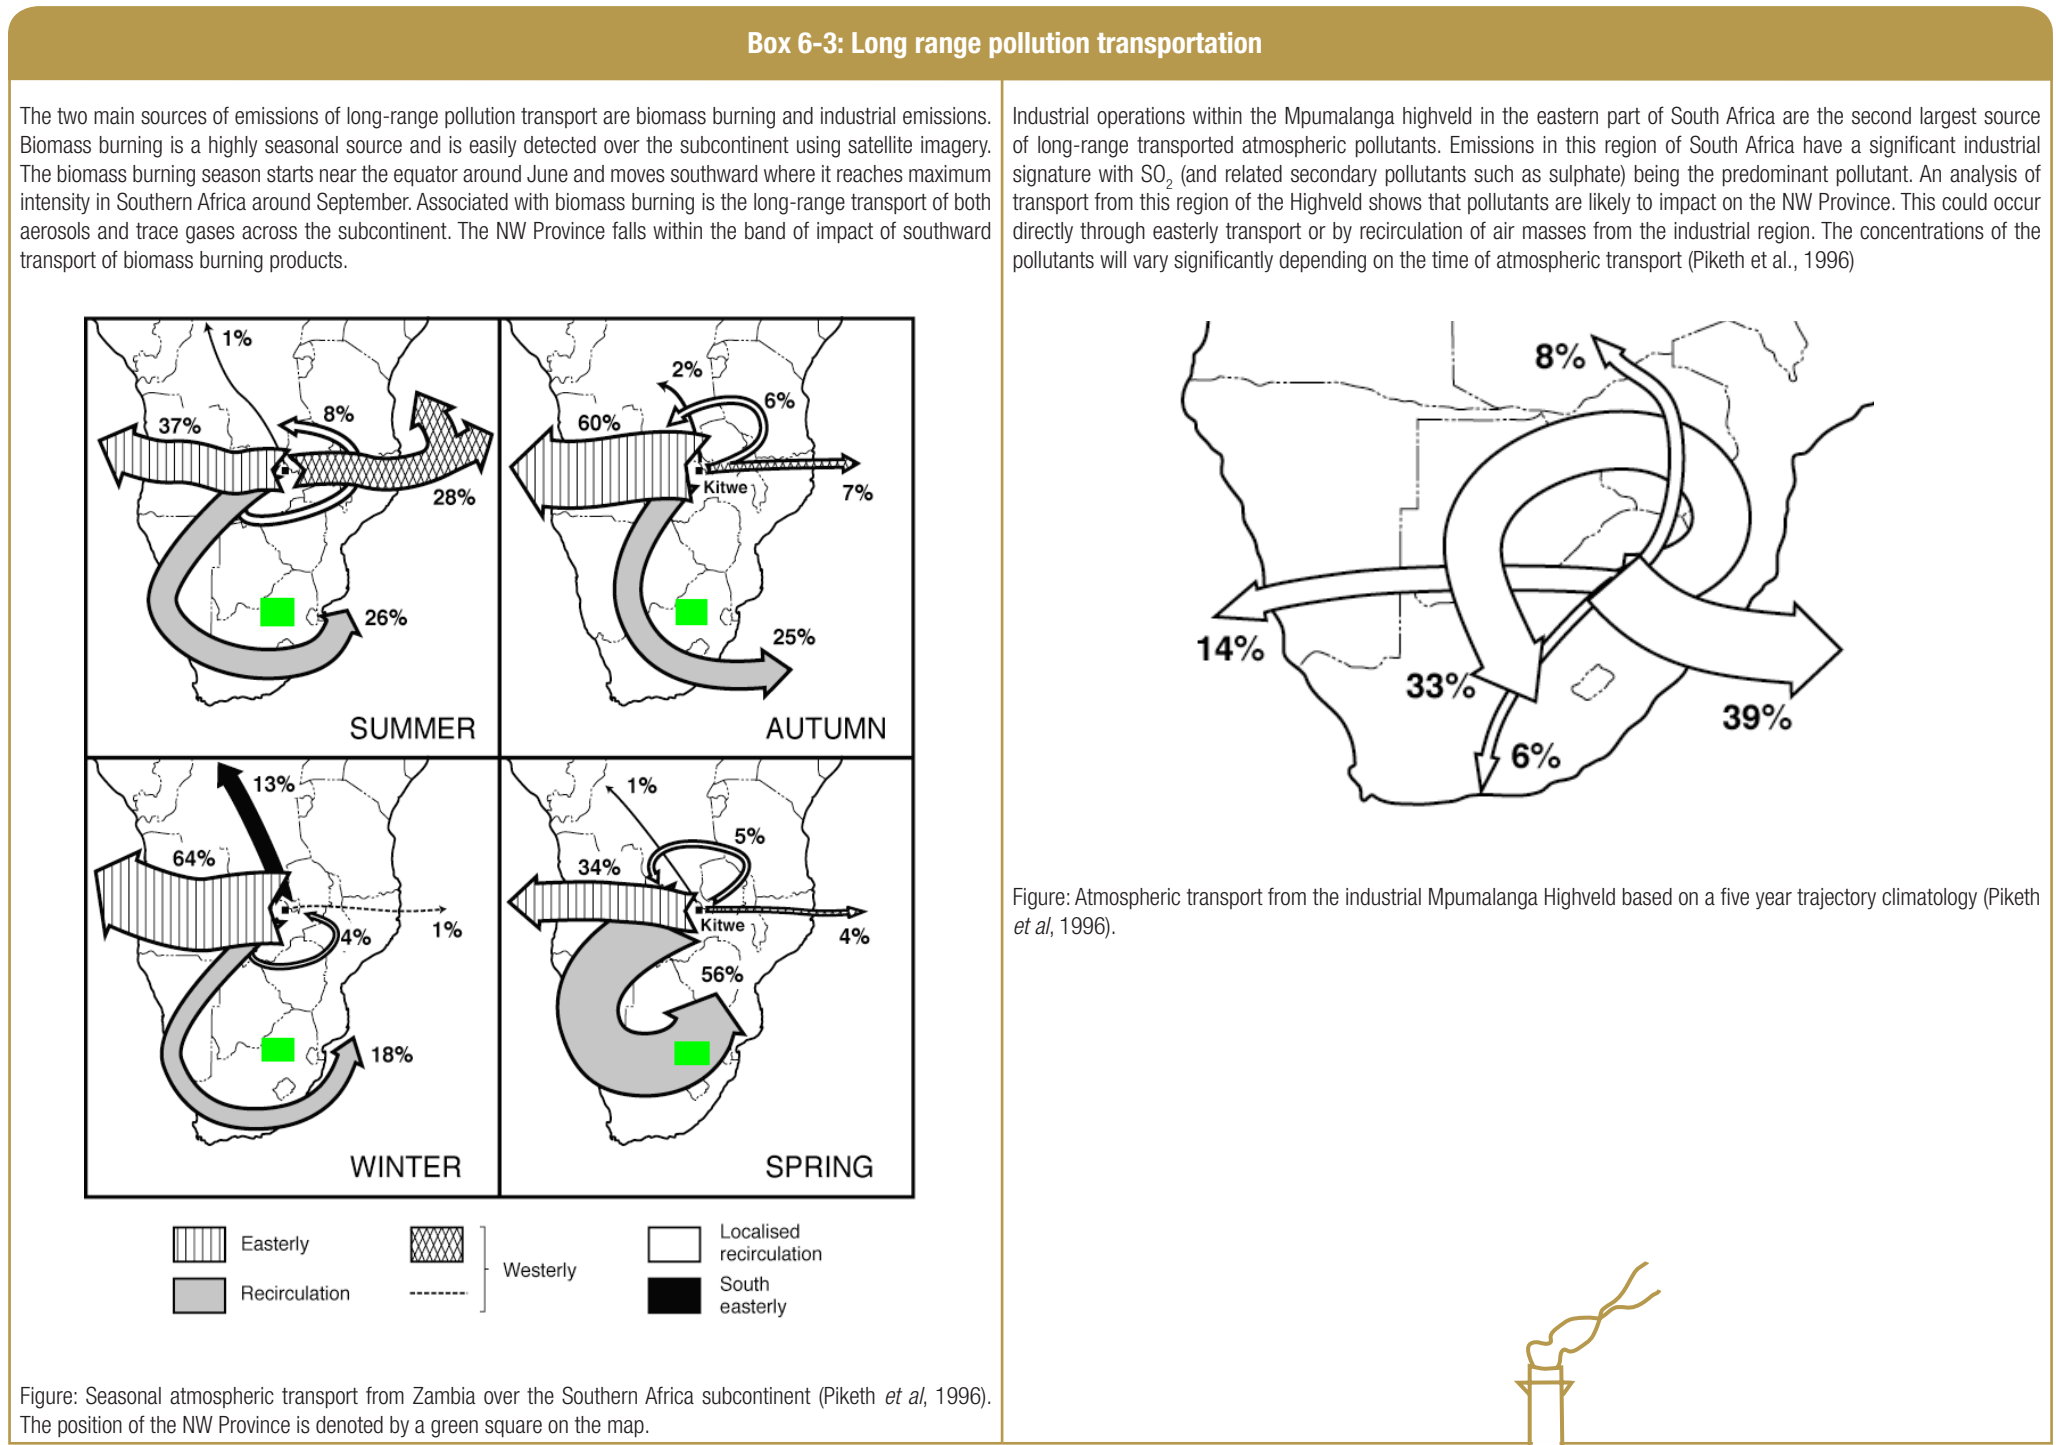 Box 6-3: Long range pollution transportation
The two main sources of emissions of long-range pollution transport are biomass burning and industrial emissions.
Biomass burning is a highly seasonal source and is easily detected over the subcontinent using satellite imagery.
The biomass burning season starts near the equator around June and moves southward where it reaches maximum
intensity in Southern Africa around September. Associated with biomass burning is the long-range transport of both
aerosols and trace gases across the subcontinent. The NW Province falls within the band of impact of southward
transport of biomass burning products.
1%
37%
8%
28%
26%
SUMMER
2%
6%
60%
Kitwe
7%
25%
AUTUMN
13%
64%
4%
1%
18%
WINTER
1%
5%
34%
Kitwe
4%
56%
SPRING
Easterly
Recirculation
Westerly
Localised
recirculation
South
easterly
Figure: Seasonal atmospheric transport from Zambia over the Southern Africa subcontinent (Piketh et al, 1996).
The position of the NW Province is denoted by a green square on the map.
Industrial operations within the Mpumalanga highveld in the eastern part of South Africa are the second largest source
of long-range transported atmospheric pollutants. Emissions in this region of South Africa have a significant industrial
signature with SO2 (and related secondary pollutants such as sulphate) being the predominant pollutant. An analysis of
transport from this region of the Highveld shows that pollutants are likely to impact on the NW Province. This could occur
directly through easterly transport or by recirculation of air masses from the industrial region. The concentrations of the
pollutants will vary significantly depending on the time of atmospheric transport (Piketh et al., 1996)
8%
14%
33%
39%
6%
Figure: Atmospheric transport from the industrial Mpumalanga Highveld based on a five year trajectory climatology (Piketh
et al, 1996).